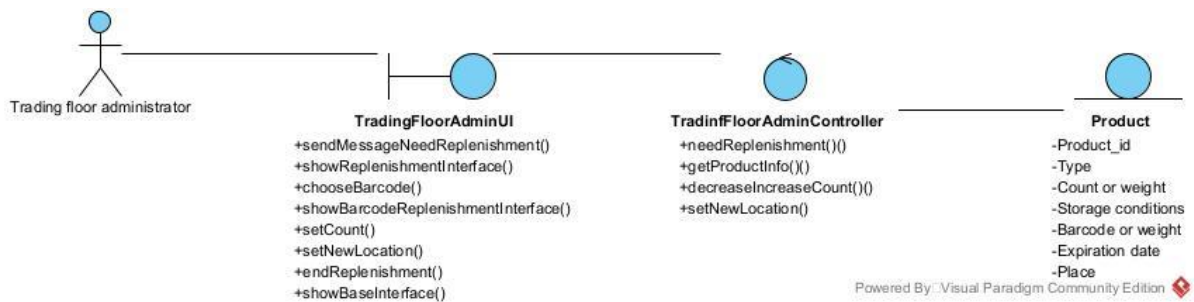 Trading floor administrator
TradingFloorAdminUI
+sendMessageNeedReplenishment()
+showReplenishmentInterface()
+chooseBarcode()
+showBarcodeReplenishmentInterface()
+setCount()
+setNewLocation()
+endReplenishment()
+showBaseInterface()
TradinfFloorAdminController
+needReplenishment()()
+getProductInfo()()
+decreaseIncreaseCount()()
+setNewLocation()
Product
-Product_id
-Type
-Count or weight
-Storage conditions
-Barcode or weight
-Expiration date
-Place
Powered By Visual Paradigm Community Edition